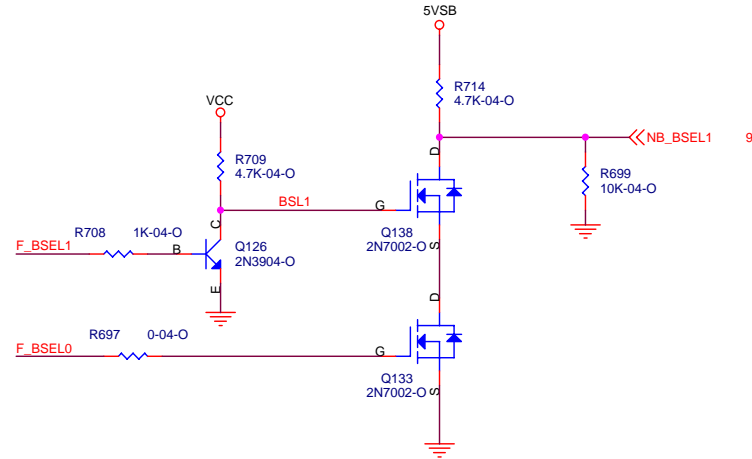 5VSB
R714
4.7K-04-O
VCC
NB_BSEL1 9
D
R709
4.7K-04-O
R699
10K-04-O
BSL1
G
C
R708 1K-04-O
F_BSEL1
B
Q126
2N3904-O
Q138
2N7002-O
S
E
D
R697 0-04-O
F_BSEL0
G
Q133
2N7002-O
S